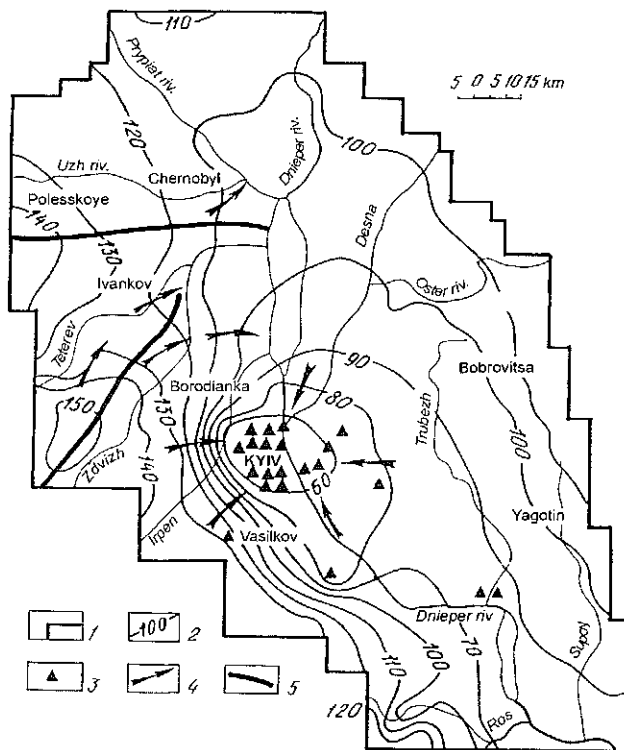 110
Prypiat riv.
5 0 5 10 15 km
120
Dnieper riv.
100
Uzh riv.
Chernobyl
Polesskoye
140
Desna
130
Oster riv.
Ivankov
Teterev
90
Bobrovitsa
Borodianka
80
Trubezh
150
130
100
KYIV
Zdvizh
140
60
Yagotin
Irpen
Vasilkov
Dnieper riv
1
100
2
70
Supoy
100
110
3
4
5
120
Ros